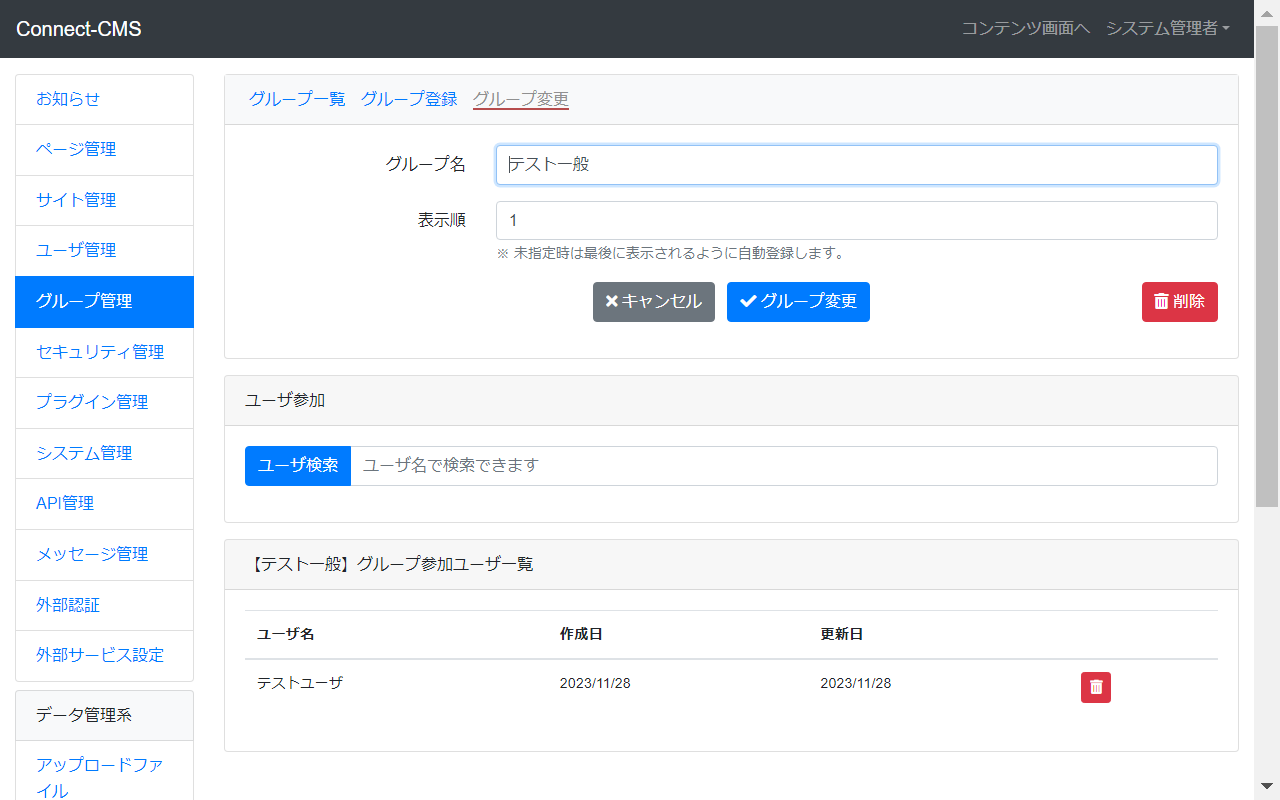 Connect-CMS
コンテンツ画面へ システム管理者
お知らせ
ページ管理
サイト管理
ユーザ管理
グループ管理
セキュリティ管理
プラグイン管理
システム管理
API管理
メッセージ管理
外部認証
外部サービス設定
データ管理系
アップロードファ
イル
グループ一覧 グループ登録 グループ変更
グループ名 テスト一般
表示順 1
※ 未指定時は最後に表示されるように自動登録します。
キャンセル グループ変更 削除
ユーザ参加
ユーザ検索 ユーザ名で検索できます
【テスト一般】グループ参加ユーザ一覧
ユーザ名 作成日 更新日
テストユーザ 2023/11/28 2023/11/28